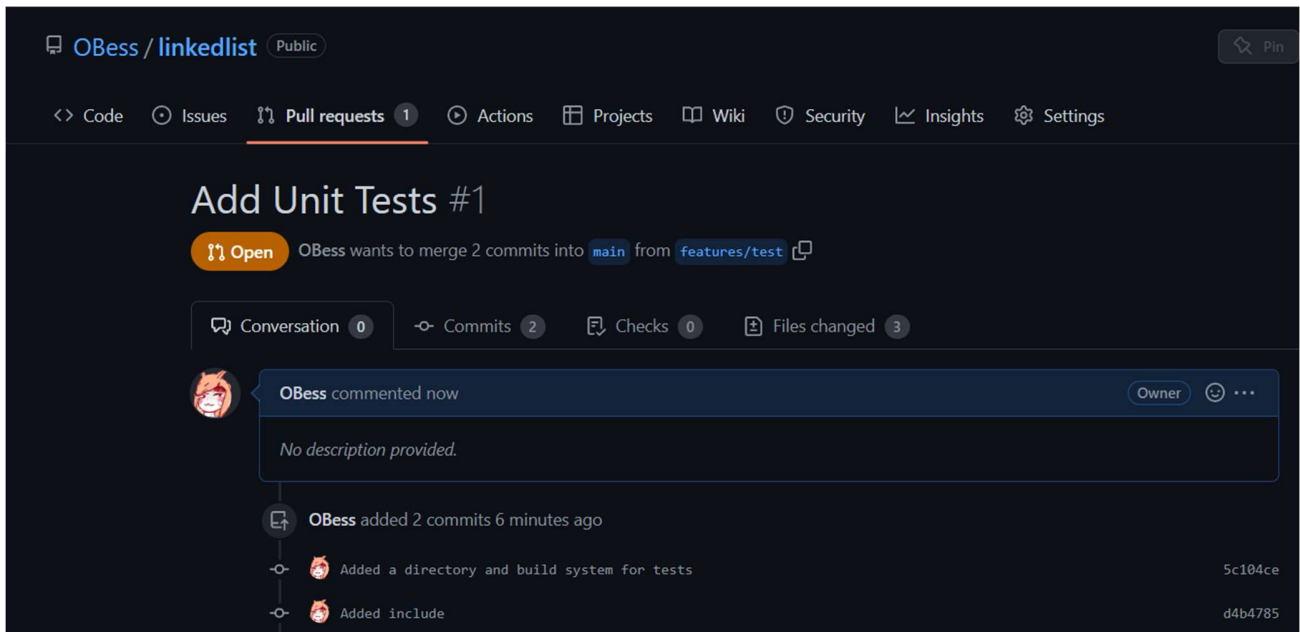 OBess / linkedlist Public Pin
Code Issues Pull requests 1 Actions Projects Wiki Security Insights Settings
Add Unit Tests #1
Open OBess wants to merge 2 commits into main from features/test
Conversation 0 Commits 2 Checks 0 Files changed 3
OBess commented now Owner
No description provided.
OBess added 2 commits 6 minutes ago
Added a directory and build system for tests 5c104ce
Added include d4b4785